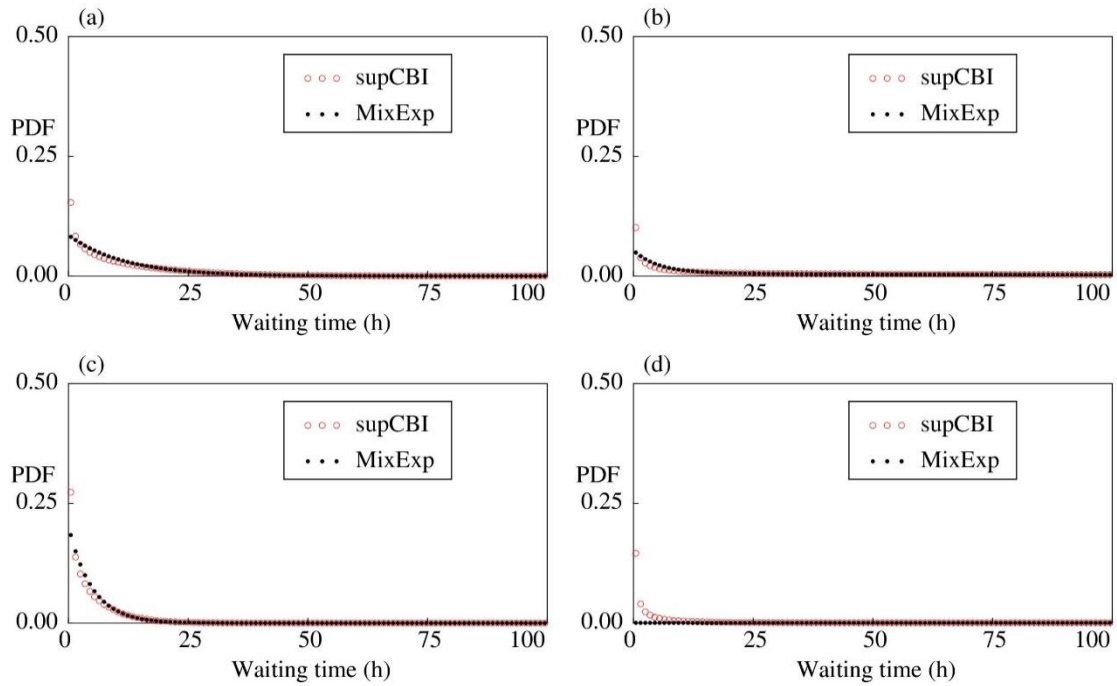 (a)
0.50
supCBI
MixExp
PDF
0.25
0.00
0 25 50 75 100
Waiting time (h)
(b)
0.50
supCBI
MixExp
PDF
0.25
0.00
0 25 50 75 100
Waiting time (h)
(c)
0.50
supCBI
MixExp
PDF
0.25
0.00
0 25 50 75 100
Waiting time (h)
(d)
0.50
supCBI
MixExp
PDF
0.25
0.00
0 25 50 75 100
Waiting time (h)